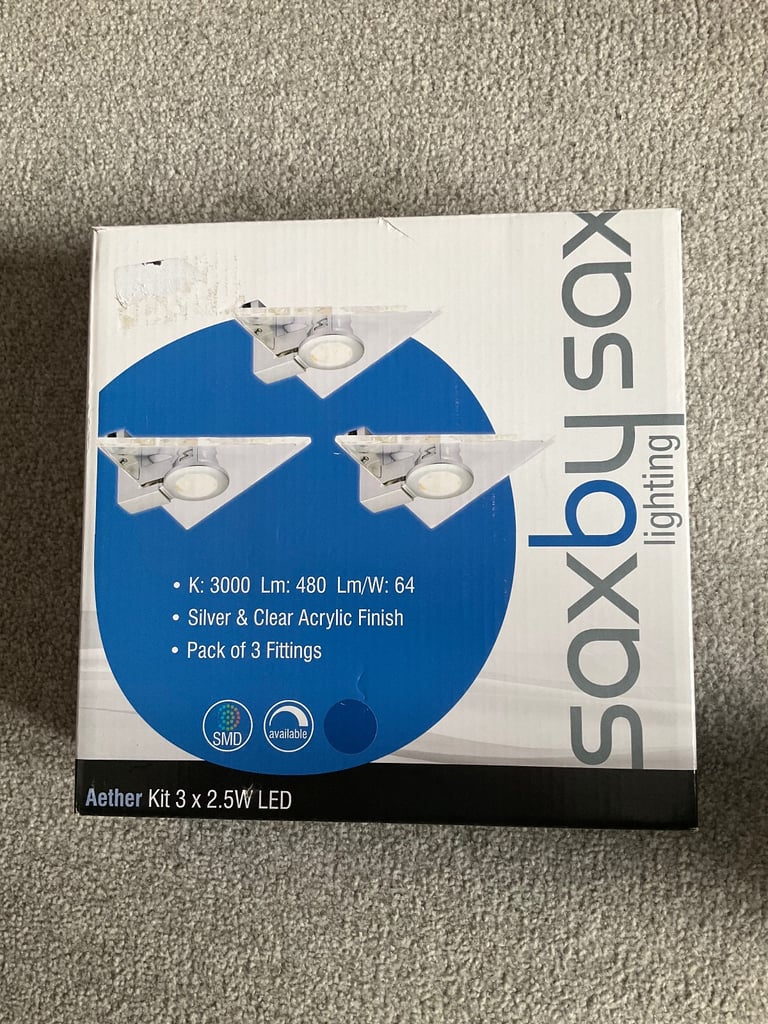 saxby sax
lighting
• K: 3000 Lm: 480 Lm/W: 64
• Silver & Clear Acrylic Finish
• Pack of 3 Fittings
SMD
available
Aether Kit 3 x 2.5W LED